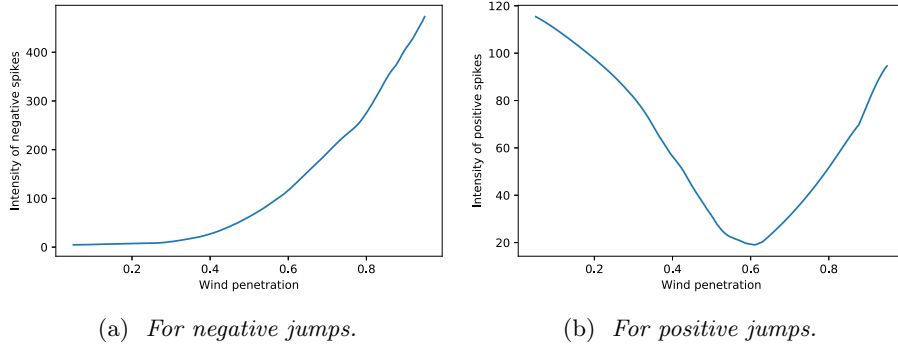 Intensity of negative spikes
400
300
200
100
0
0.2 0.4 0.6 0.8
Wind penetration
(a) For negative jumps.
Intensity of positive spikes
120
100
80
60
40
20
0.2 0.4 0.6 0.8
Wind penetration
(b) For positive jumps.